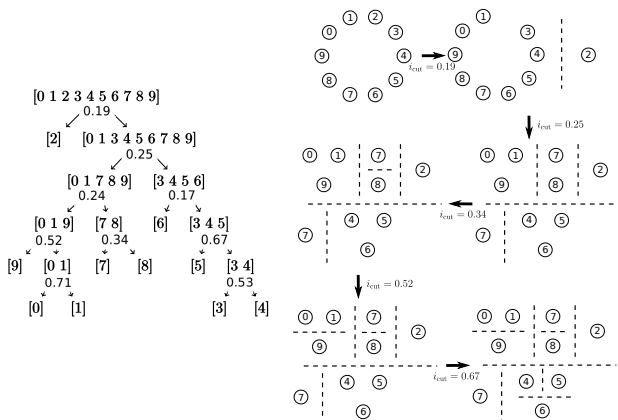 [0 1 2 3 4 5 6 7 8 9]
0.19
[2] [0 1 3 4 5 6 7 8 9]
0.25
[0 1 7 8 9] [3 4 5 6]
0.24 0.17
[0 1 9] [7 8] [6] [3 4 5]
0.52 0.34 0.67
[9] [0 1] [7] [8] [5] [3 4]
0.71 0.53
[0] [1] [3] [4]
1 2
0 3
9 4
8 5
7 6
i_cut = 0.19
1
0 3
9 4 2
8 5
7 6
i_cut = 0.25
0 1 7
2
9 8
4 5
7
6
i_cut = 0.34
0 1 7
2
9 8
4 5
7
6
i_cut = 0.52
0 1 7
2
9 8
4 5
7
6
i_cut = 0.67
0 1 7
2
9 8
4 5
7
6